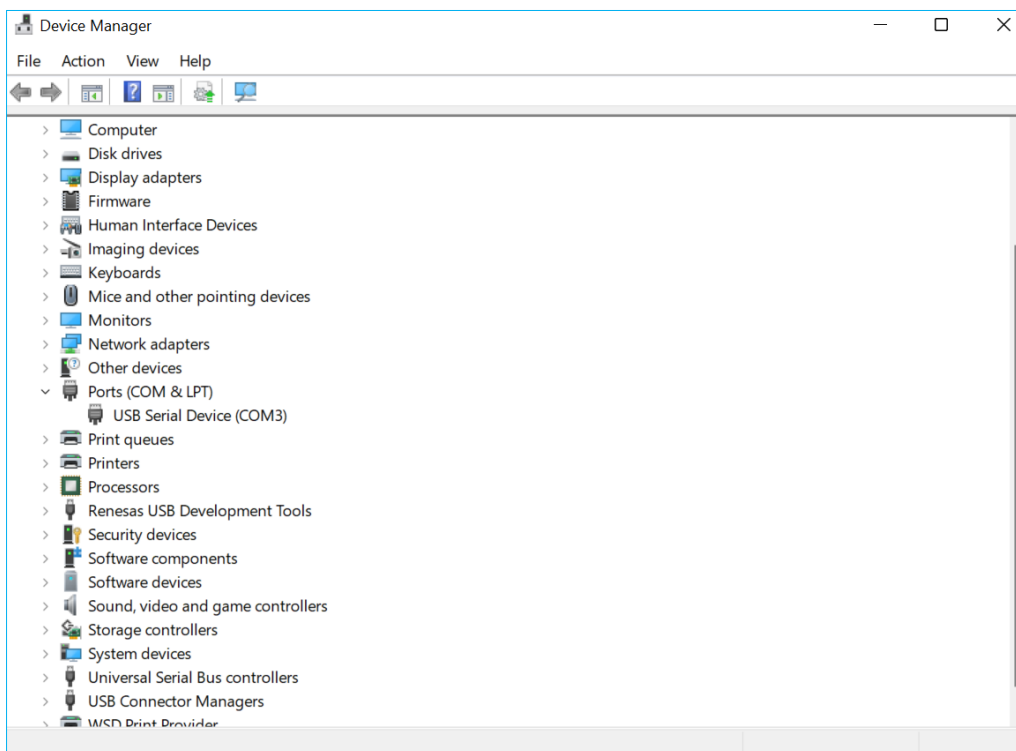 Device Manager
File Action View Help
Computer
Disk drives
Display adapters
Firmware
Human Interface Devices
Imaging devices
Keyboards
Mice and other pointing devices
Monitors
Network adapters
Other devices
Ports (COM & LPT)
USB Serial Device (COM3)
Print queues
Printers
Processors
Renesas USB Development Tools
Security devices
Software components
Software devices
Sound, video and game controllers
Storage controllers
System devices
Universal Serial Bus controllers
USB Connector Managers
WSD Print Provider